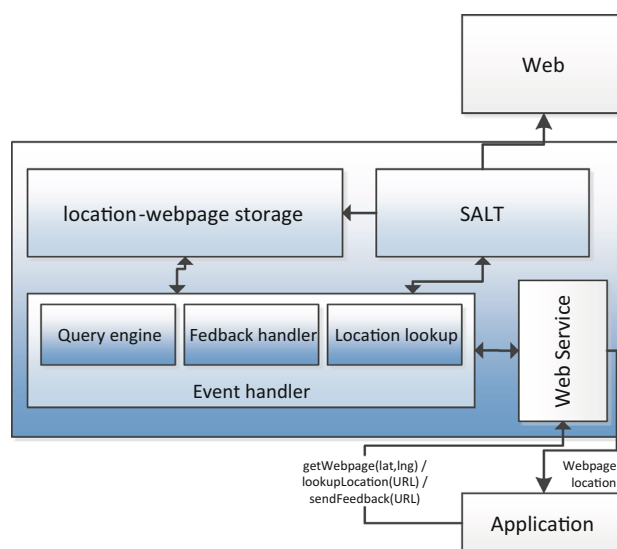 Web
location-webpage storage
SALT
Query engine
Fedback handler
Location lookup
Event handler
Web Service
getWebpage(lat,lng) /
lookupLocation(URL) /
sendFeedback(URL)
Webpage
location
Application